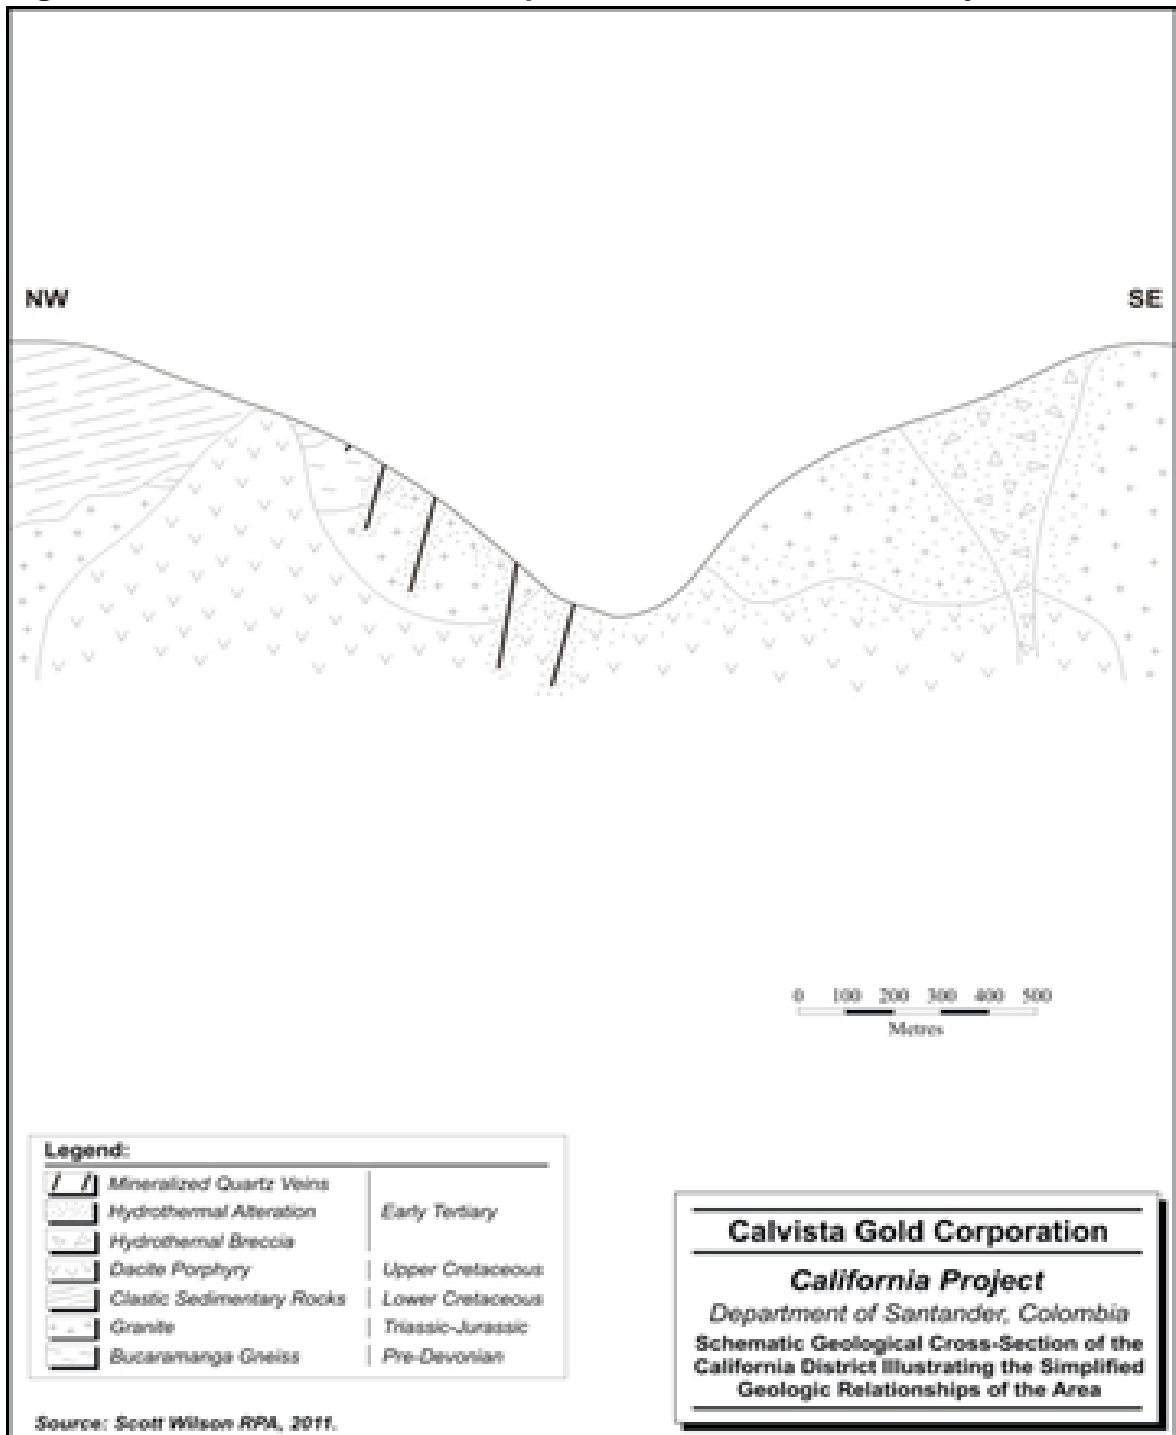 NW
SE
0 100 200 300 400 500
Metres
Legend:
Mineralized Quartz Veins
Hydrothermal Alteration
Early Tertiary
Hydrothermal Breccia
Dacite Porphyry
Upper Cretaceous
Clastic Sedimentary Rocks
Lower Cretaceous
Granite
Triassic-Jurassic
Bucaramanga Gneiss
Pre-Devonian
Source: Scott Wilson RPA, 2011.
Calvista Gold Corporation
California Project
Department of Santander, Colombia
Schematic Geological Cross-Section of the
California District Illustrating the Simplified
Geologic Relationships of the Area